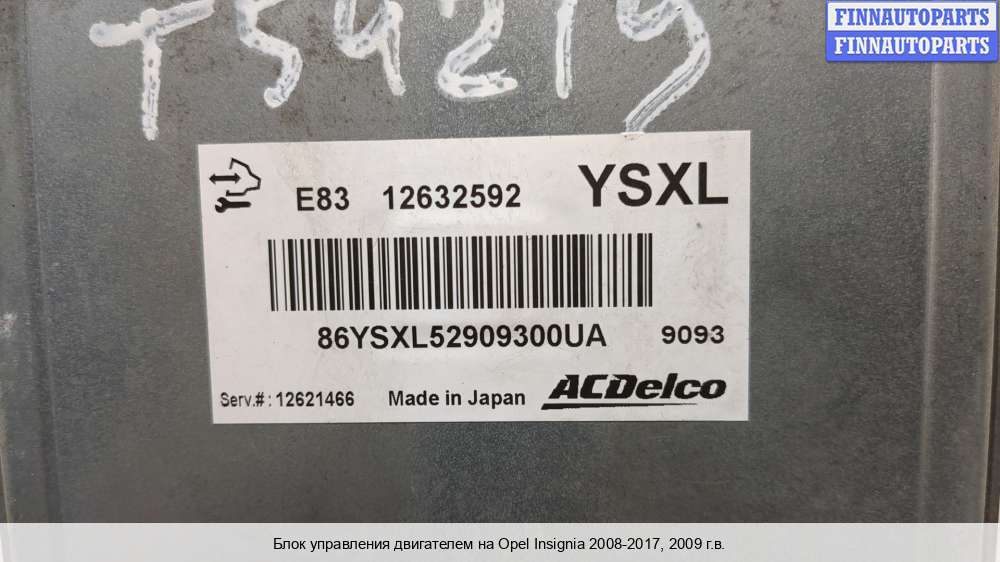 T54219
FINNAUTOPARTS
FINNAUTOPARTS
E83 12632592 YSXL
86YSXL52909300UA 9093
Serv.#: 12621466 Made in Japan ACDelco
Блок управления двигателем на Opel Insignia 2008-2017, 2009 г.в.